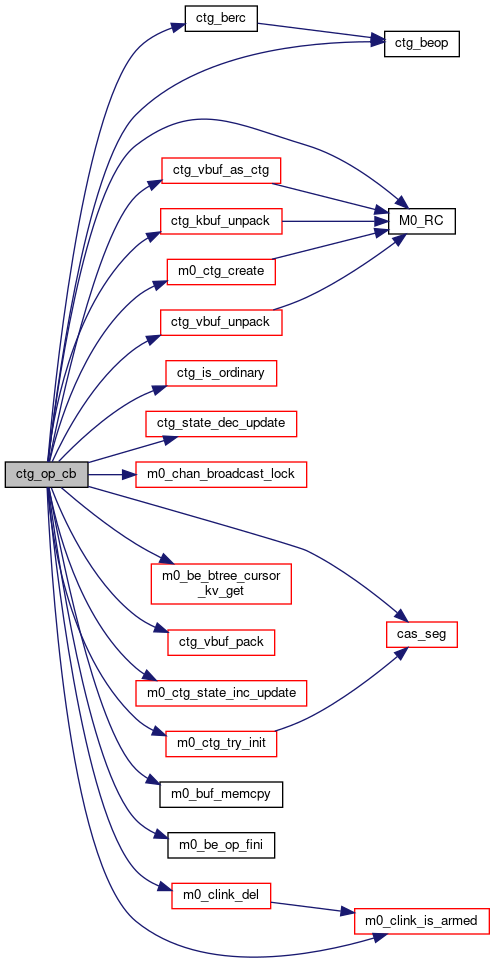 ctg_berc
ctg_beop
ctg_vbuf_as_ctg
ctg_kbuf_unpack
M0_RC
m0_ctg_create
ctg_vbuf_unpack
ctg_is_ordinary
ctg_state_dec_update
ctg_op_cb
m0_chan_broadcast_lock
m0_be_btree_cursor
_kv_get
cas_seg
ctg_vbuf_pack
m0_ctg_state_inc_update
m0_ctg_try_init
m0_buf_memcpy
m0_be_op_fini
m0_clink_del
m0_clink_is_armed